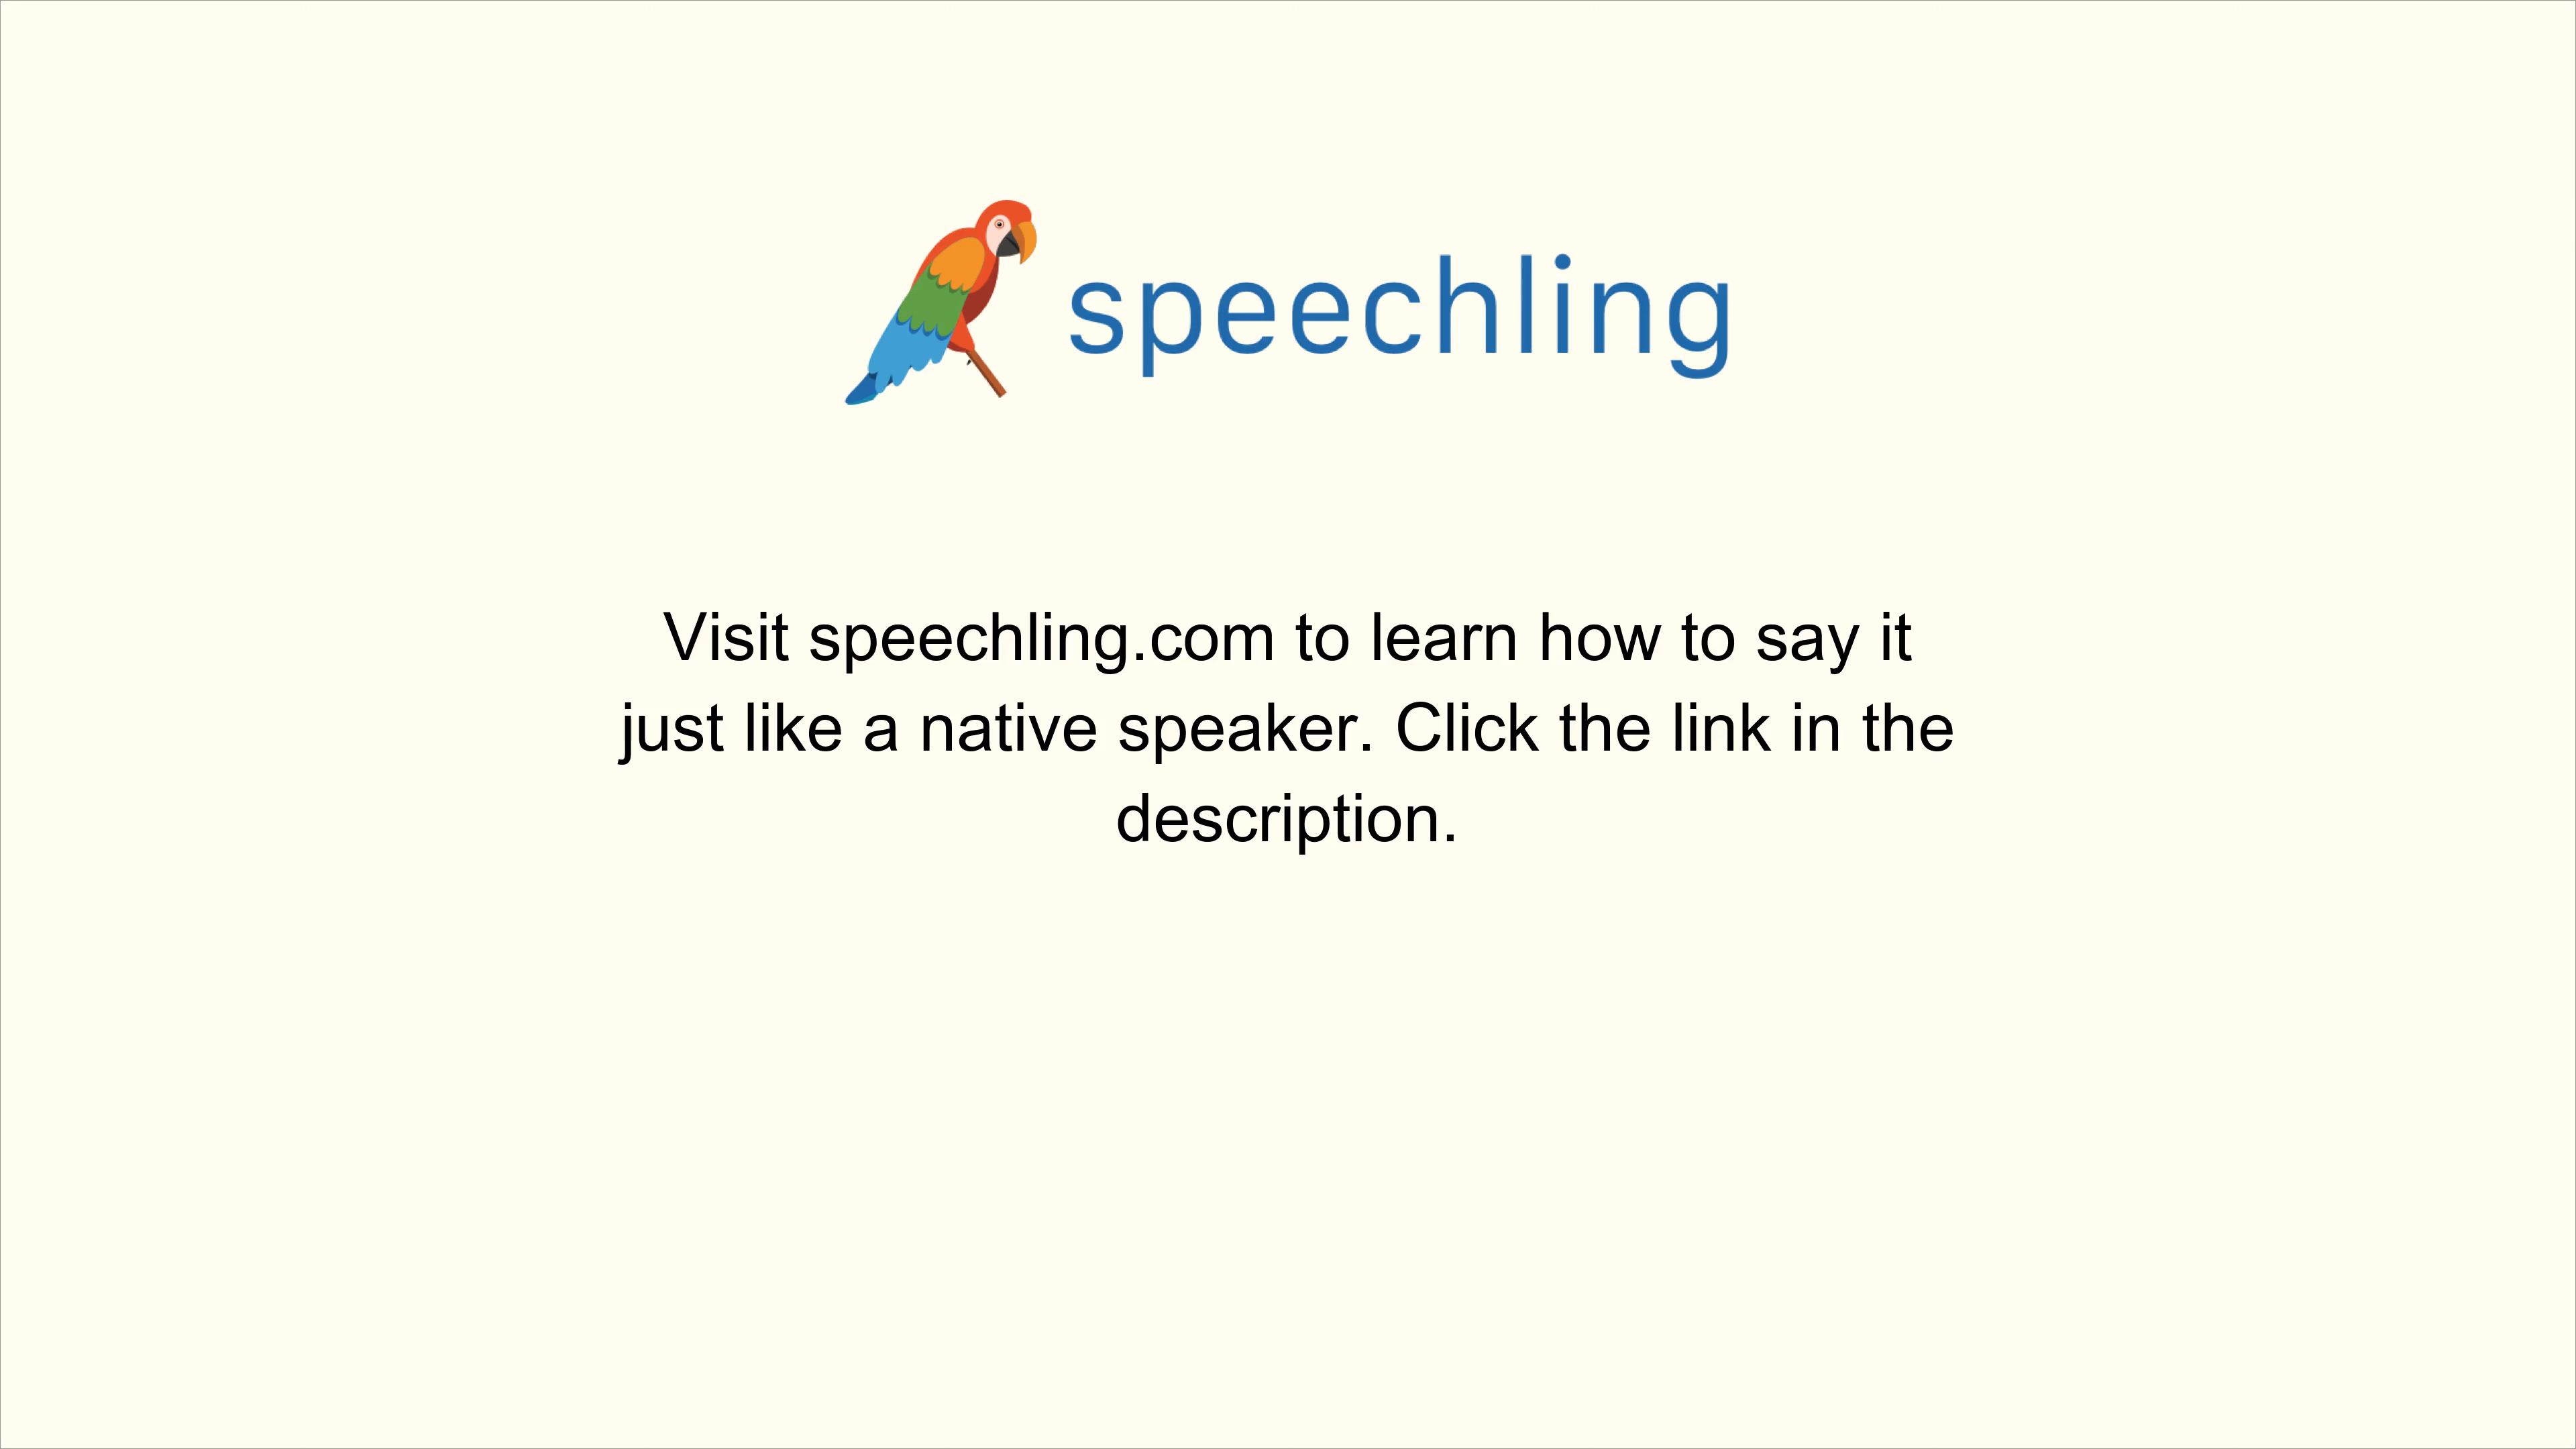 speechling
Visit speechling.com to learn how to say it
just like a native speaker. Click the link in the
description.